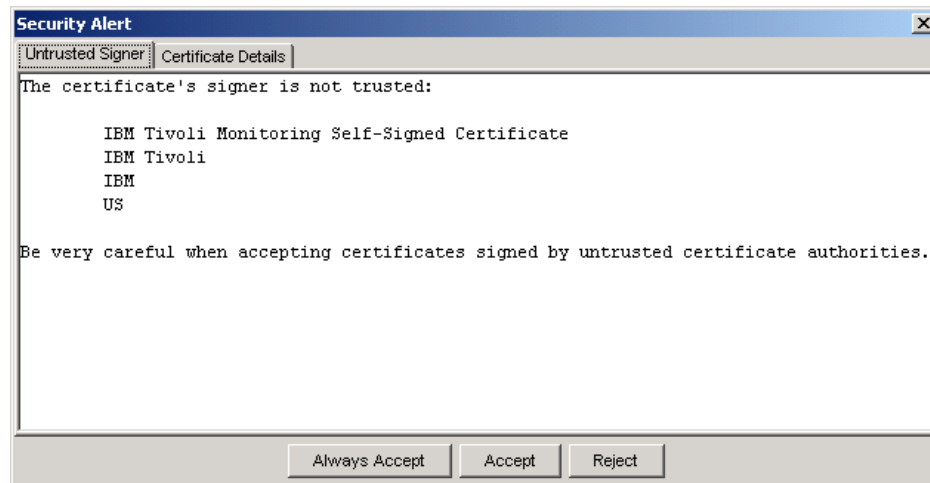 Security Alert
Untrusted Signer Certificate Details
The certificate's signer is not trusted:
IBM Tivoli Monitoring Self-Signed Certificate
IBM Tivoli
IBM
US
Be very careful when accepting certificates signed by untrusted certificate authorities.
Always Accept Accept Reject